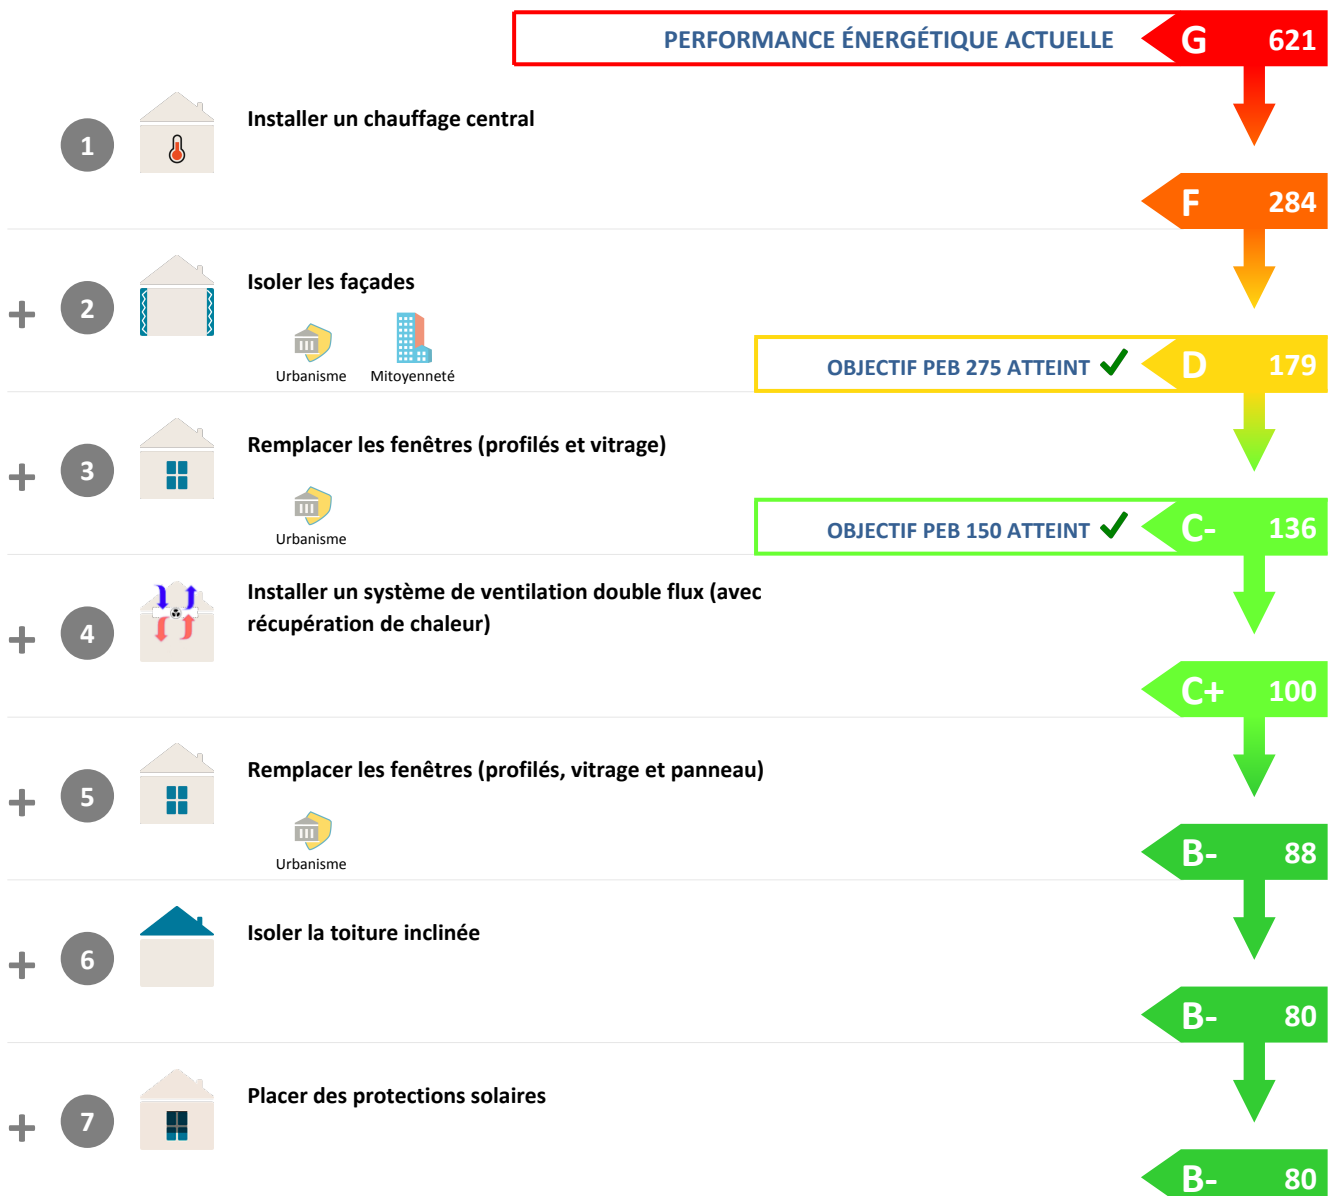 PERFORMANCE ÉNERGÉTIQUE ACTUELLE G 621
1 Installer un chauffage central
F 284
+ 2 Isoler les façades
Urbanisme Mitoyenneté
OBJECTIF PEB 275 ATTEINT ✓ D 179
+ 3 Remplacer les fenêtres (profilés et vitrage)
Urbanisme
OBJECTIF PEB 150 ATTEINT ✓ C- 136
+ 4 Installer un système de ventilation double flux (avec
récupération de chaleur)
C+ 100
+ 5 Remplacer les fenêtres (profilés, vitrage et panneau)
Urbanisme
B- 88
+ 6 Isoler la toiture inclinée
B- 80
+ 7 Placer des protections solaires
B- 80